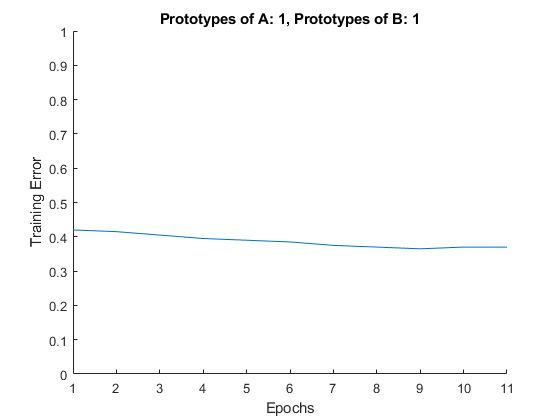 Prototypes of A: 1, Prototypes of B: 1
1
0.9
0.8
0.7
0.6
0.5
0.4
0.3
0.2
0.1
0
Training Error
1 2 3 4 5 6 7 8 9 10 11
Epochs